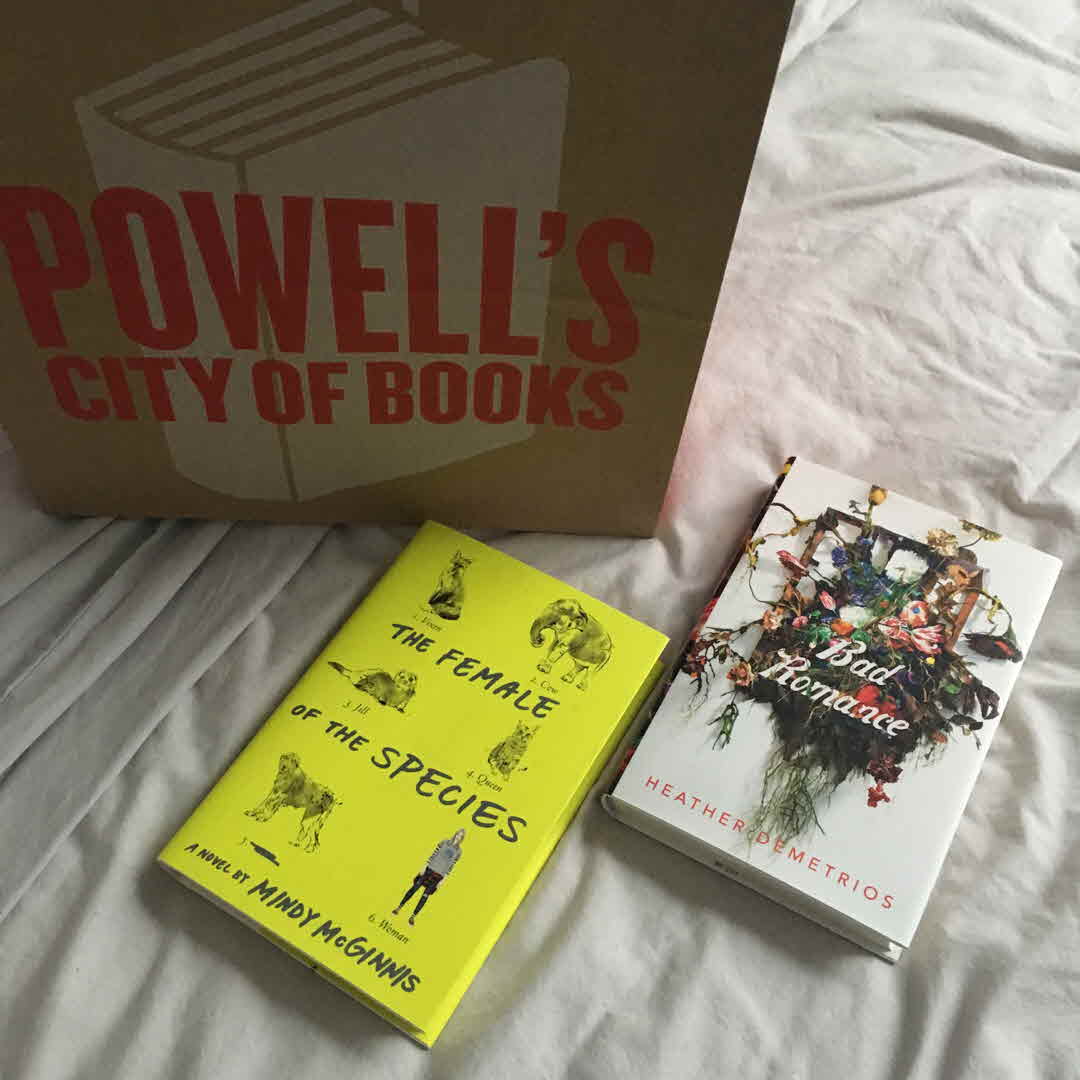 POWELL'S
CITY OF BOOKS
1. Vixen
THE FEMALE
2. Cow
3. Jill
OF THE SPECIES
4. Queen
A NOVEL BY MINDY McGINNIS
6. Woman
Bad
Romance
HEATHER DEMETRIOS